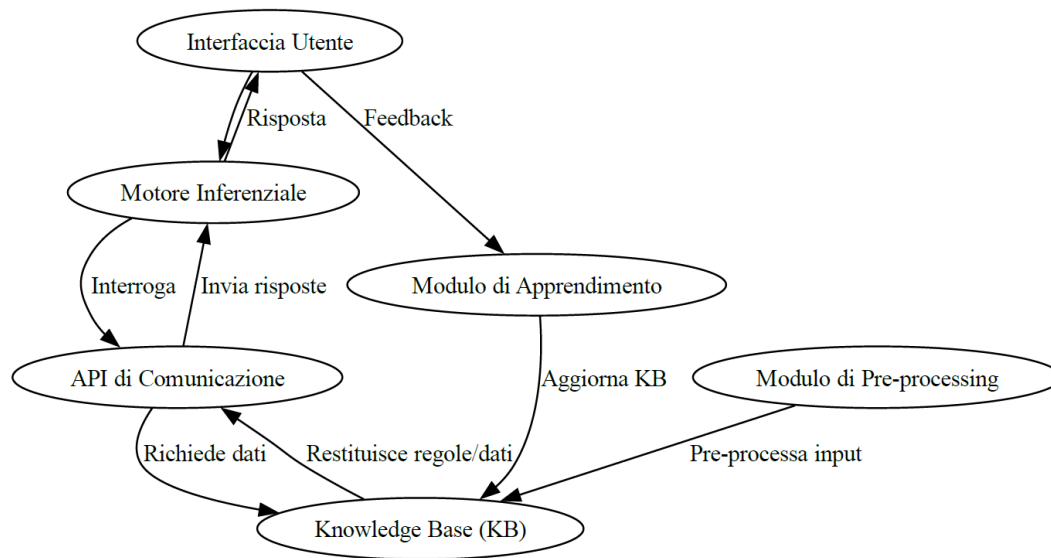 Interfaccia Utente
Risposta
Feedback
Motore Inferenziale
Interroga
Invia risposte
Modulo di Apprendimento
API di Comunicazione
Aggiorna KB
Modulo di Pre-processing
Richiede dati
Restituisce regole/dati
Pre-processa input
Knowledge Base (KB)